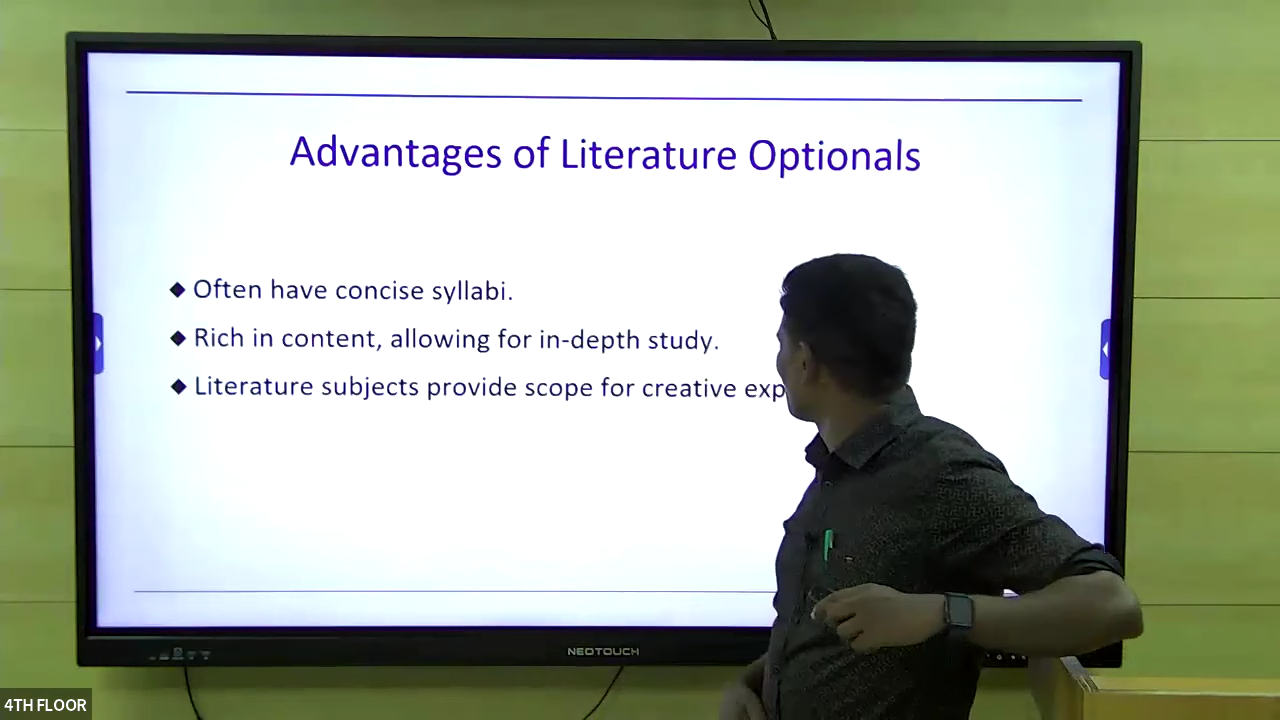 Advantages of Literature Optionals
Often have concise syllabi.
Rich in content, allowing for in-depth study.
Literature subjects provide scope for creative
NEOTOUCH
4TH FLOOR